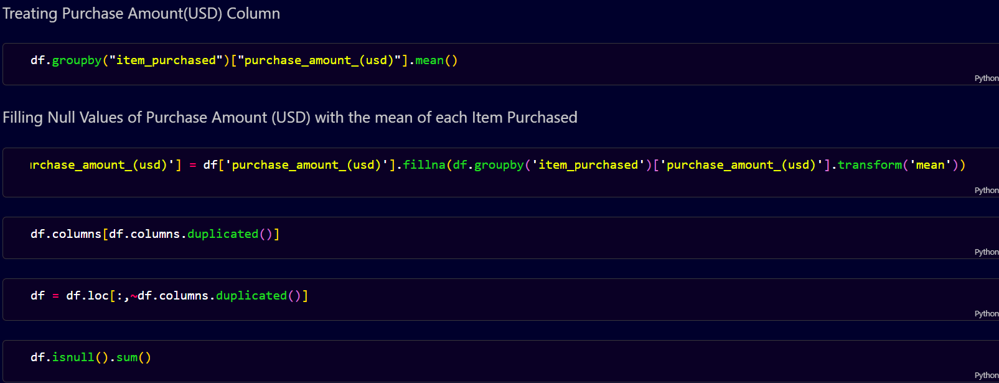 Treating Purchase Amount(USD) Column
df.groupby("item_purchased")["purchase_amount_(usd)"].mean()
Python
Filling Null Values of Purchase Amount (USD) with the mean of each Item Purchased
urchase_amount_(usd)'] = df['purchase_amount_(usd)'].fillna(df.groupby('item_purchased')['purchase_amount_(usd)'].transform('mean'))
Python
df.columns[df.columns.duplicated()]
Python
df = df.loc[:,~df.columns.duplicated()]
Python
df.isnull().sum()
Python